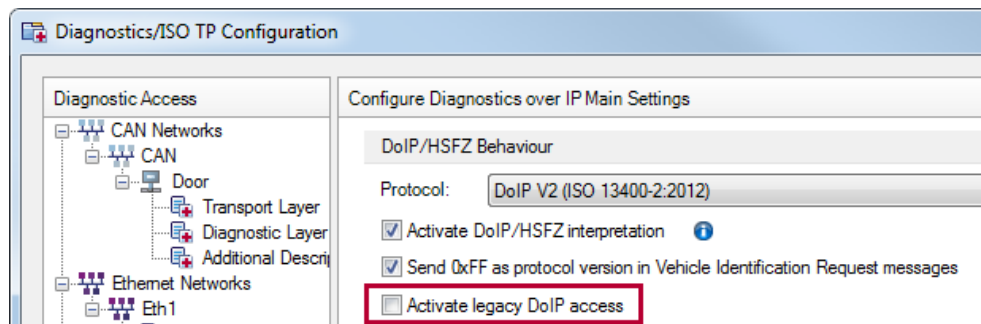 Diagnostics/ISO TP Configuration
Diagnostic Access
CAN Networks
CAN
Door
Transport Layer
Diagnostic Layer
Additional Descrip
Ethernet Networks
Eth1
Configure Diagnostics over IP Main Settings
DoIP/HSFZ Behaviour
Protocol: DoIP V2 (ISO 13400-2:2012)
Activate DoIP/HSFZ interpretation
Send 0xFF as protocol version in Vehicle Identification Request messages
Activate legacy DoIP access